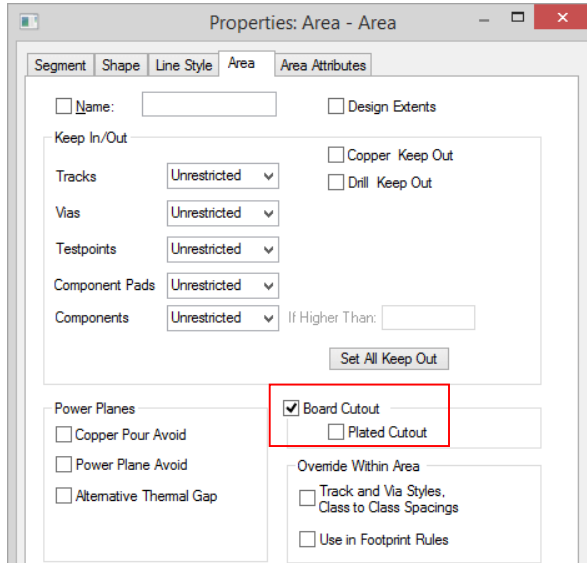 Properties: Area - Area
Segment Shape Line Style Area Area Attributes
Name: Design Extents
Keep In/Out
Copper Keep Out
Tracks Unrestricted Drill Keep Out
Vias Unrestricted
Testpoints Unrestricted
Component Pads Unrestricted
Components Unrestricted If Higher Than:
Set All Keep Out
Power Planes Board Cutout
Copper Pour Avoid Plated Cutout
Power Plane Avoid Override Within Area
Alternative Thermal Gap Track and Via Styles,
Class to Class Spacings
Use in Footprint Rules